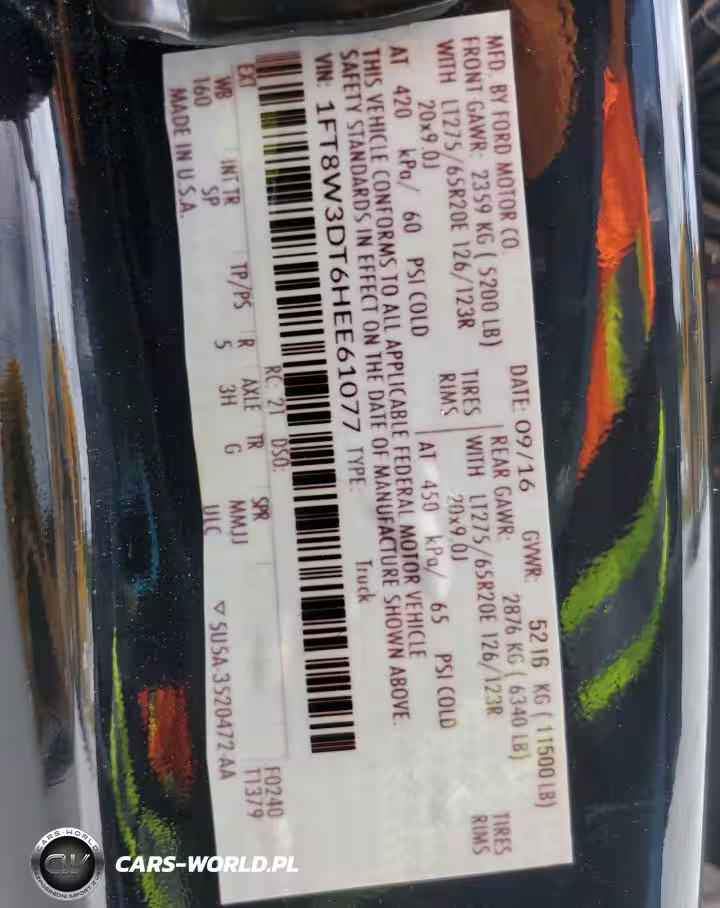 MFD. BY FORD MOTOR CO.
DATE: 09/16 GVWR: 5216 KG ( 11500 LB)
FRONT GAWR: 2359 KG ( 5200 LB)
REAR GAWR: 2876 KG ( 6340 LB)
WITH LT275/65R20E 126/123R TIRES
WITH LT275/65R20E 126/123R TIRES
20x9.0J RIMS
20x9.0J RIMS
AT 420 kPa/ 60 PSI COLD
AT 450 kPa/ 65 PSI COLD
THIS VEHICLE CONFORMS TO ALL APPLICABLE FEDERAL MOTOR VEHICLE
SAFETY STANDARDS IN EFFECT ON THE DATE OF MANUFACTURE SHOWN ABOVE.
VIN: 1FT8W3DT6HEE61077 TYPE: Truck
F0240
T1379
EXT RC: 21 DSO:
WB INT TR TP/PS R AXLE TR SPR
160 SP 5 3H G MMJJ
MADE IN U.S.A. ULC
5U5A-3520472-AA
CARS-WORLD
CW
CARS-WORLD.PL